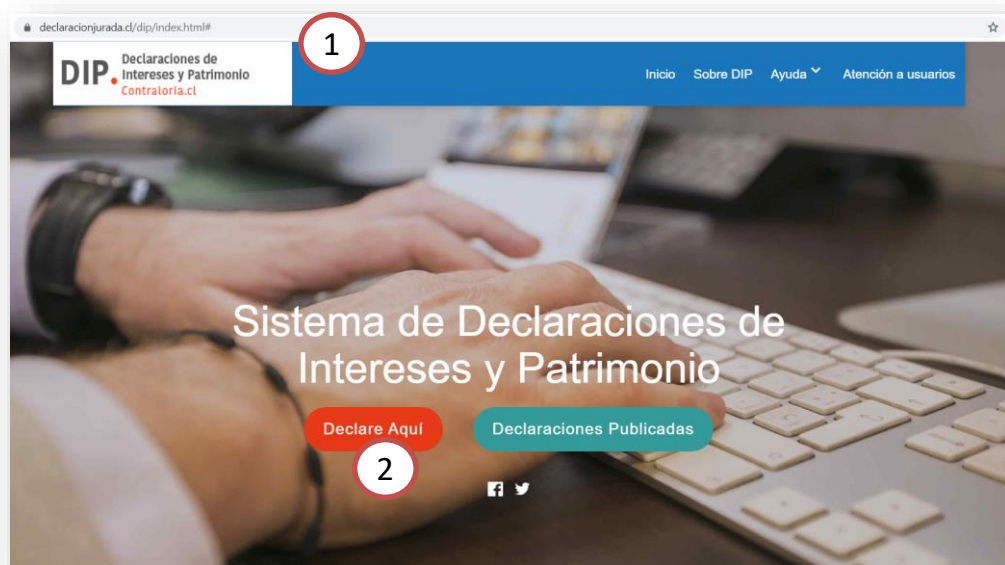 declaracionjurada.cl/dip/index.html#
1
DIP.
Declaraciones de
Intereses y Patrimonio
Contraloria.cl
Inicio Sobre DIP Ayuda Atención a usuarios
Sistema de Declaraciones de
Intereses y Patrimonio
Declare Aquí Declaraciones Publicadas
2